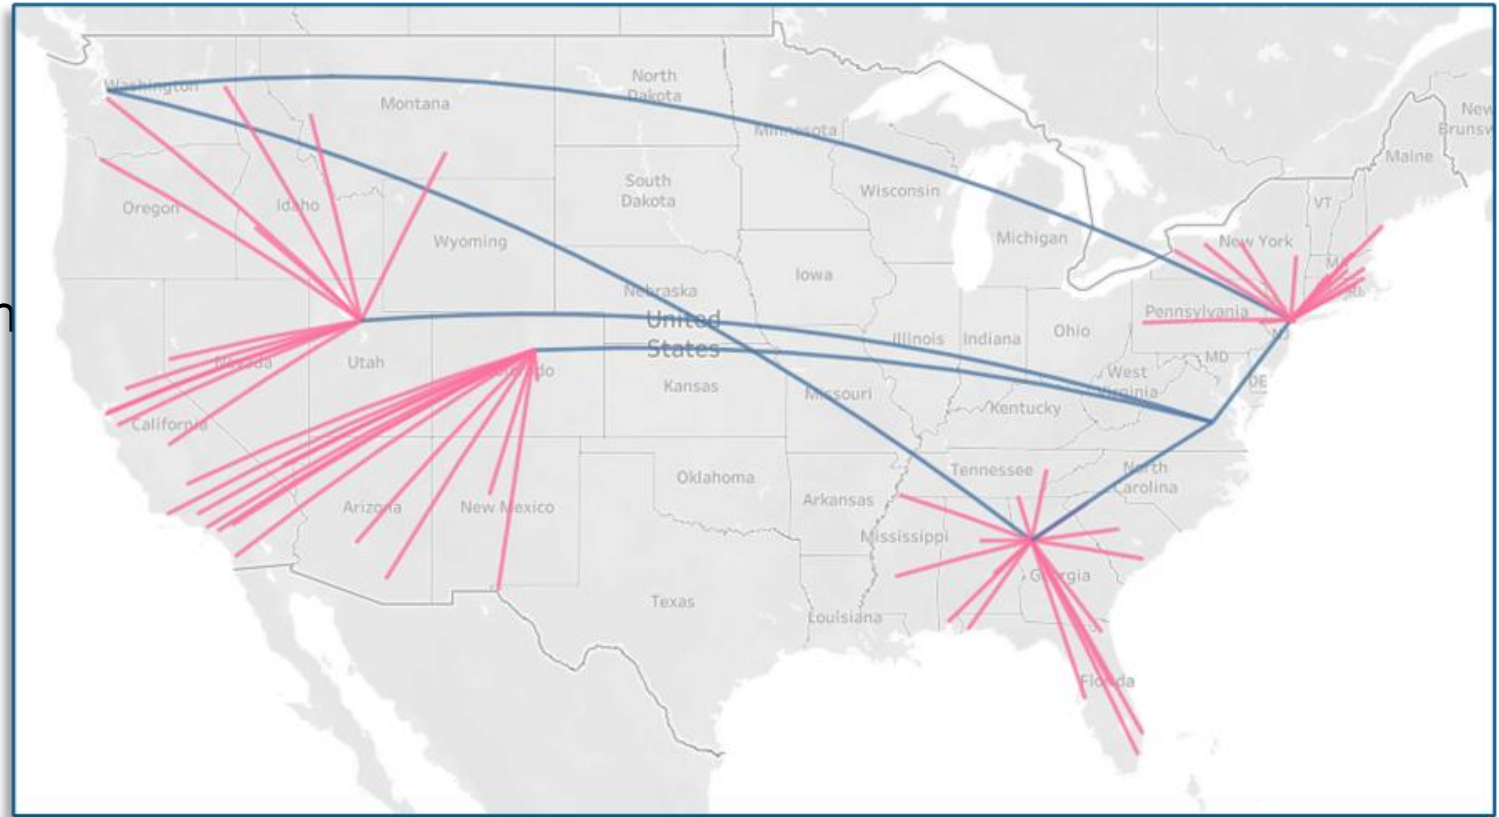 Washington
North
Dakota
Montana
Minnesota
New
Brunsw
Maine
South
Dakota
Wisconsin
Oregon
Idaho
VT
Wyoming
Michigan
New York
Iowa
Nebraska
Pennsylvania
United
States
Illinois
Indiana
Ohio
NJ
Nevada
Utah
MD
West
Virginia
DE
Kansas
Missouri
Kentucky
California
Tennessee
North
Carolina
Oklahoma
Arkansas
Arizona
New Mexico
Mississippi
Georgia
Texas
Louisiana
Florida
n